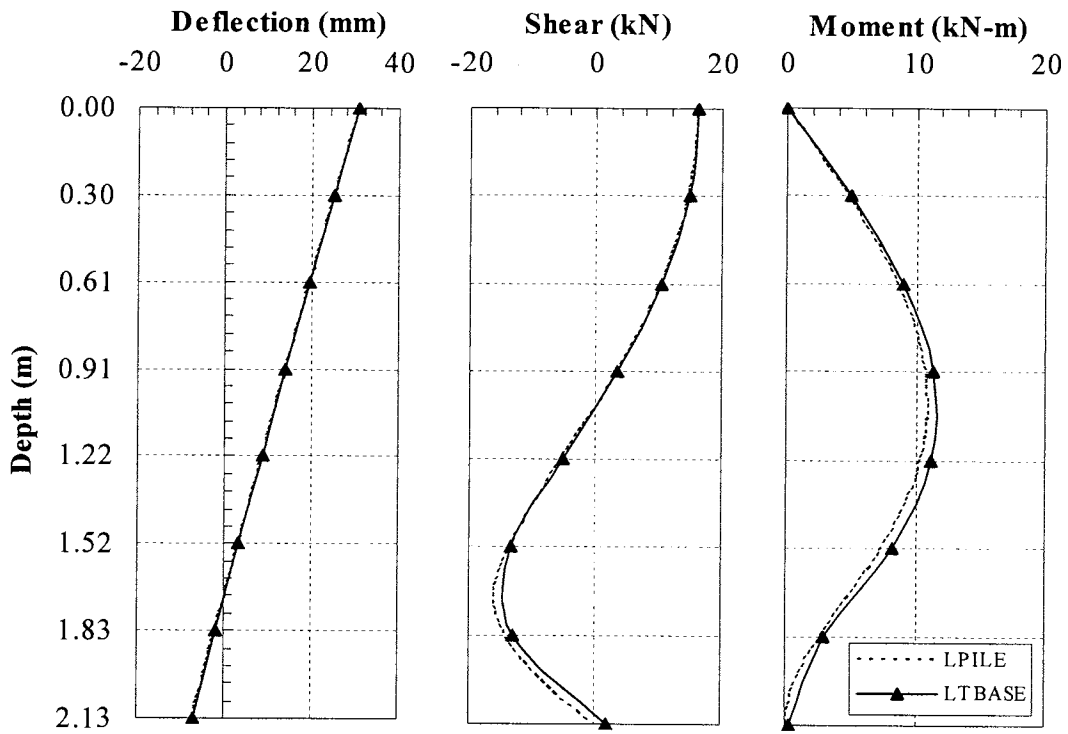 Deflection (mm)
Shear (kN)
Moment (kN-m)
-20 0 20 40
-20 0 20
0 10 20
Depth (m)
0.00
0.30
0.61
0.91
1.22
1.52
1.83
2.13
LPILE
LTBASE